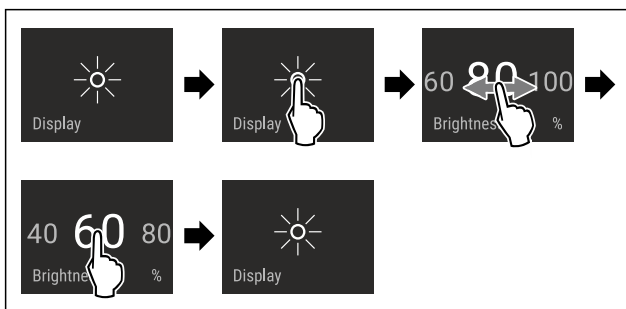 Display
Display
60 80 100
Brightnes %
40 60 80
Brightne %
Display